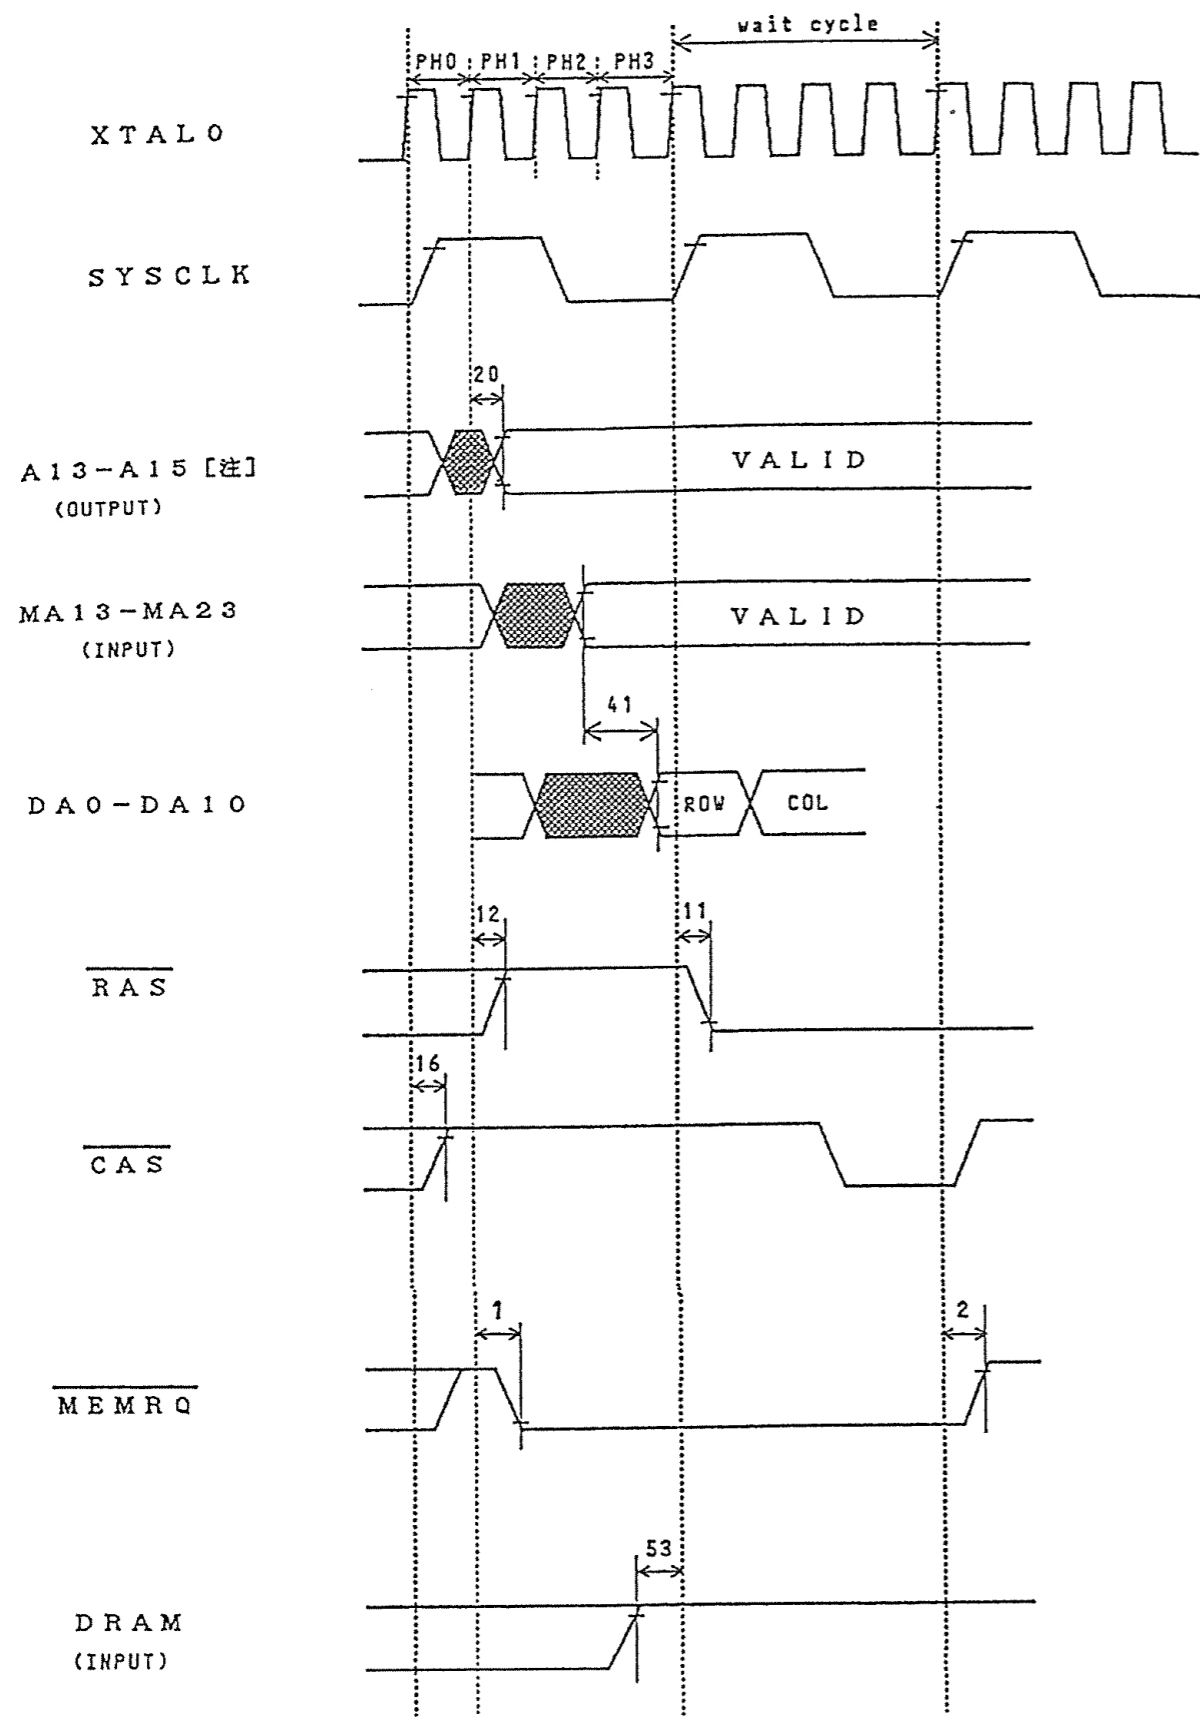 wait cycle
PH0 PH1 PH2 PH3
XTALO
SYSCLK
20
A13-A15[注]
(OUTPUT)
VALID
MA13-MA23
(INPUT)
VALID
41
DA0-DA10
ROW
COL
12
11
RAS
16
CAS
1
2
MEMRQ
53
DRAM
(INPUT)